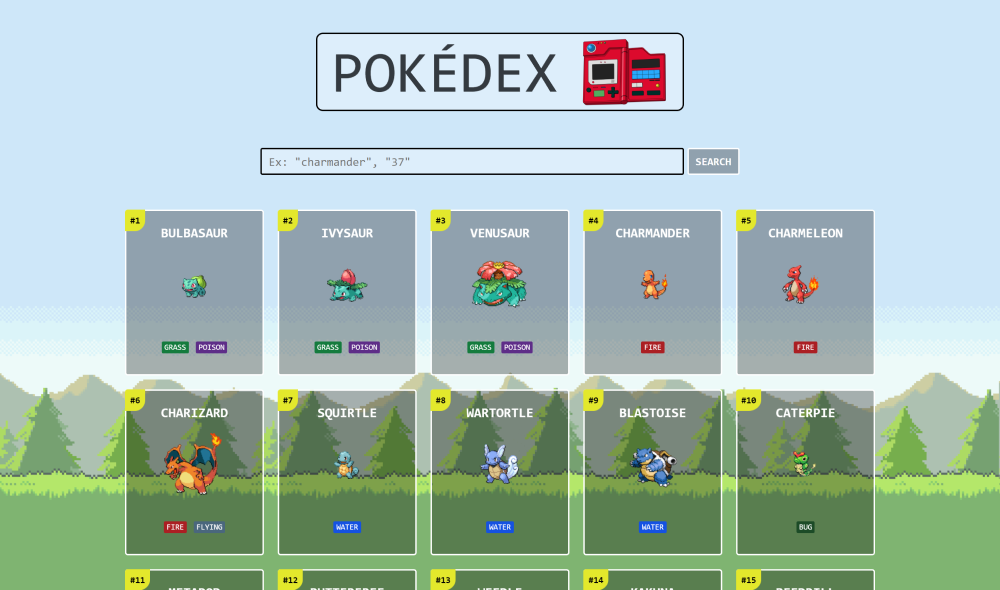 POKÉDEX
Ex: "charmander", "37"
SEARCH
#1
BULBASAUR
GRASS POISON
#2
IVYSAUR
GRASS POISON
#3
VENUSAUR
GRASS POISON
#4
CHARMANDER
FIRE
#5
CHARMELEON
FIRE
#6
CHARIZARD
FIRE FLYING
#7
SQUIRTLE
WATER
#8
WARTORTLE
WATER
#9
BLASTOISE
WATER
#10
CATERPIE
BUG
#11
#12
#13
#14
#15